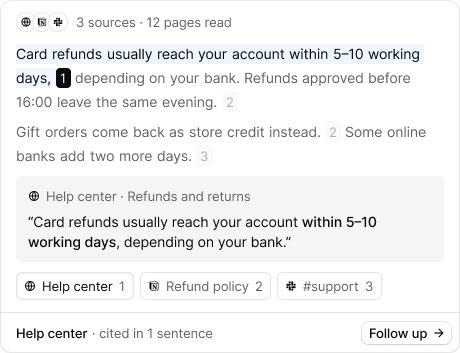 3 sources · 12 pages read
Card refunds usually reach your account within 5–10 working
days, 1 depending on your bank. Refunds approved before
16:00 leave the same evening. 2
Gift orders come back as store credit instead. 2 Some online
banks add two more days. 3
Help center · Refunds and returns
“Card refunds usually reach your account within 5–10
working days, depending on your bank.”
Help center 1 Refund policy 2 #support 3
Help center · cited in 1 sentence Follow up →